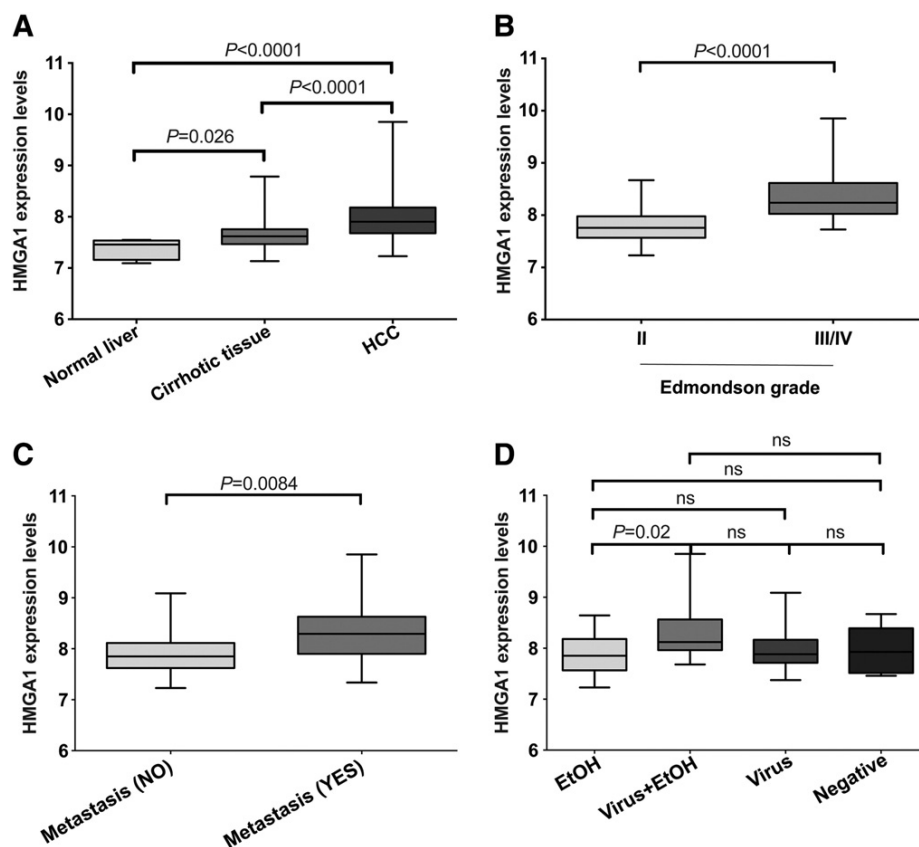 A
P<0.0001
P<0.0001
P=0.026
HMGA1 expression levels
11
10
9
8
7
6
Normal liver
Cirrhotic tissue
HCC
B
P<0.0001
HMGA1 expression levels
11
10
9
8
7
6
II
III/IV
Edmondson grade
C
P=0.0084
HMGA1 expression levels
11
10
9
8
7
6
Metastasis (NO)
Metastasis (YES)
D
ns
ns
ns
P=0.02
ns
ns
HMGA1 expression levels
11
10
9
8
7
6
EtOH
Virus+EtOH
Virus
Negative